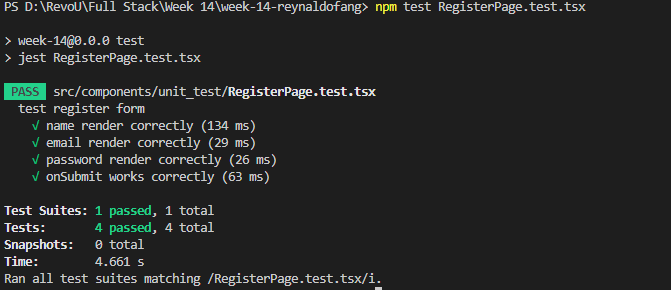 PS D:\RevoU\Full Stack\Week 14\week-14-reynaldofang> npm test RegisterPage.test.tsx
> week-14@0.0.0 test
> jest RegisterPage.test.tsx
PASS src/components/unit_test/RegisterPage.test.tsx
test register form
√ name render correctly (134 ms)
√ email render correctly (29 ms)
√ password render correctly (26 ms)
√ onSubmit works correctly (63 ms)
Test Suites: 1 passed, 1 total
Tests: 4 passed, 4 total
Snapshots: 0 total
Time: 4.661 s
Ran all test suites matching /RegisterPage.test.tsx/i.